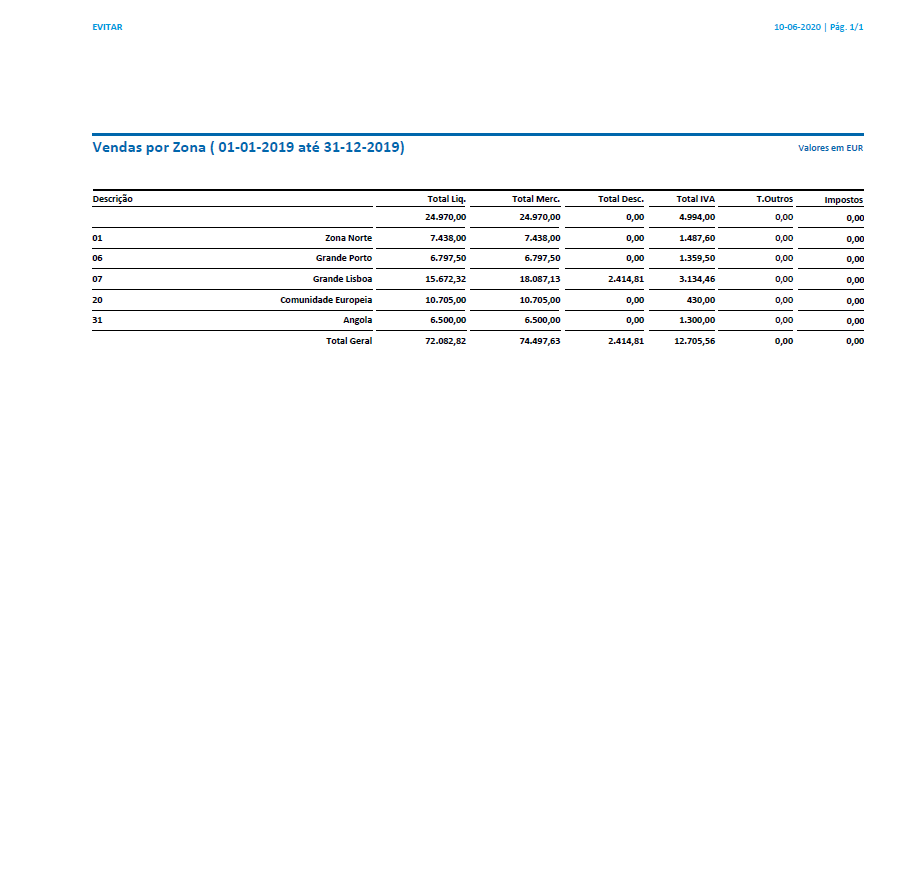 EVITAR 10-06-2020 | Pág. 1/1
Vendas por Zona ( 01-01-2019 até 31-12-2019) Valores em EUR
Descrição Total Liq. Total Merc. Total Desc. Total IVA T.Outros Impostos
24.970,00 24.970,00 0,00 4.994,00 0,00 0,00
01 Zona Norte 7.438,00 7.438,00 0,00 1.487,60 0,00 0,00
06 Grande Porto 6.797,50 6.797,50 0,00 1.359,50 0,00 0,00
07 Grande Lisboa 15.672,32 18.087,13 2.414,81 3.134,46 0,00 0,00
20 Comunidade Europeia 10.705,00 10.705,00 0,00 430,00 0,00 0,00
31 Angola 6.500,00 6.500,00 0,00 1.300,00 0,00 0,00
Total Geral 72.082,82 74.497,63 2.414,81 12.705,56 0,00 0,00